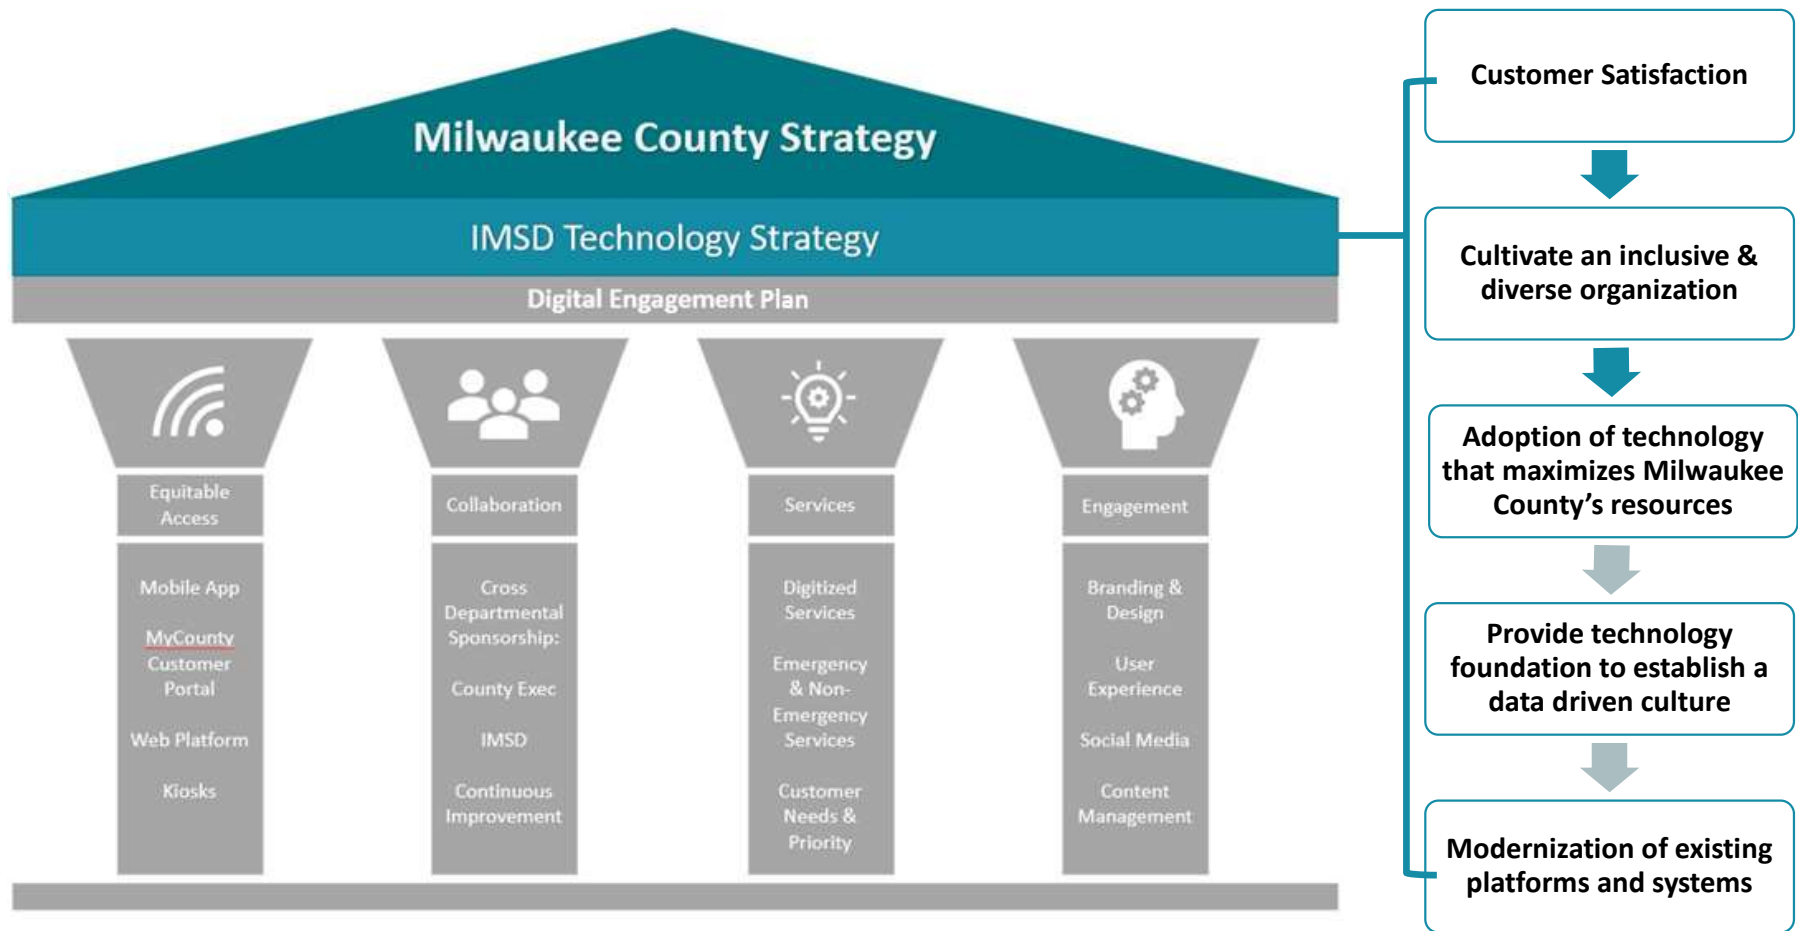 Milwaukee County Strategy
IMSD Technology Strategy
Digital Engagement Plan
Equitable
Access
Mobile App
MyCounty
Customer
Portal
Web Platform
Kiosks
Collaboration
Cross
Departmental
Sponsorship:
County Exec
IMSD
Continuous
Improvement
Services
Digitized
Services
Emergency
& Non-
Emergency
Services
Customer
Needs &
Priority
Engagement
Branding &
Design
User
Experience
Social Media
Content
Management
Customer Satisfaction
Cultivate an inclusive &
diverse organization
Adoption of technology
that maximizes Milwaukee
County’s resources
Provide technology
foundation to establish a
data driven culture
Modernization of existing
platforms and systems